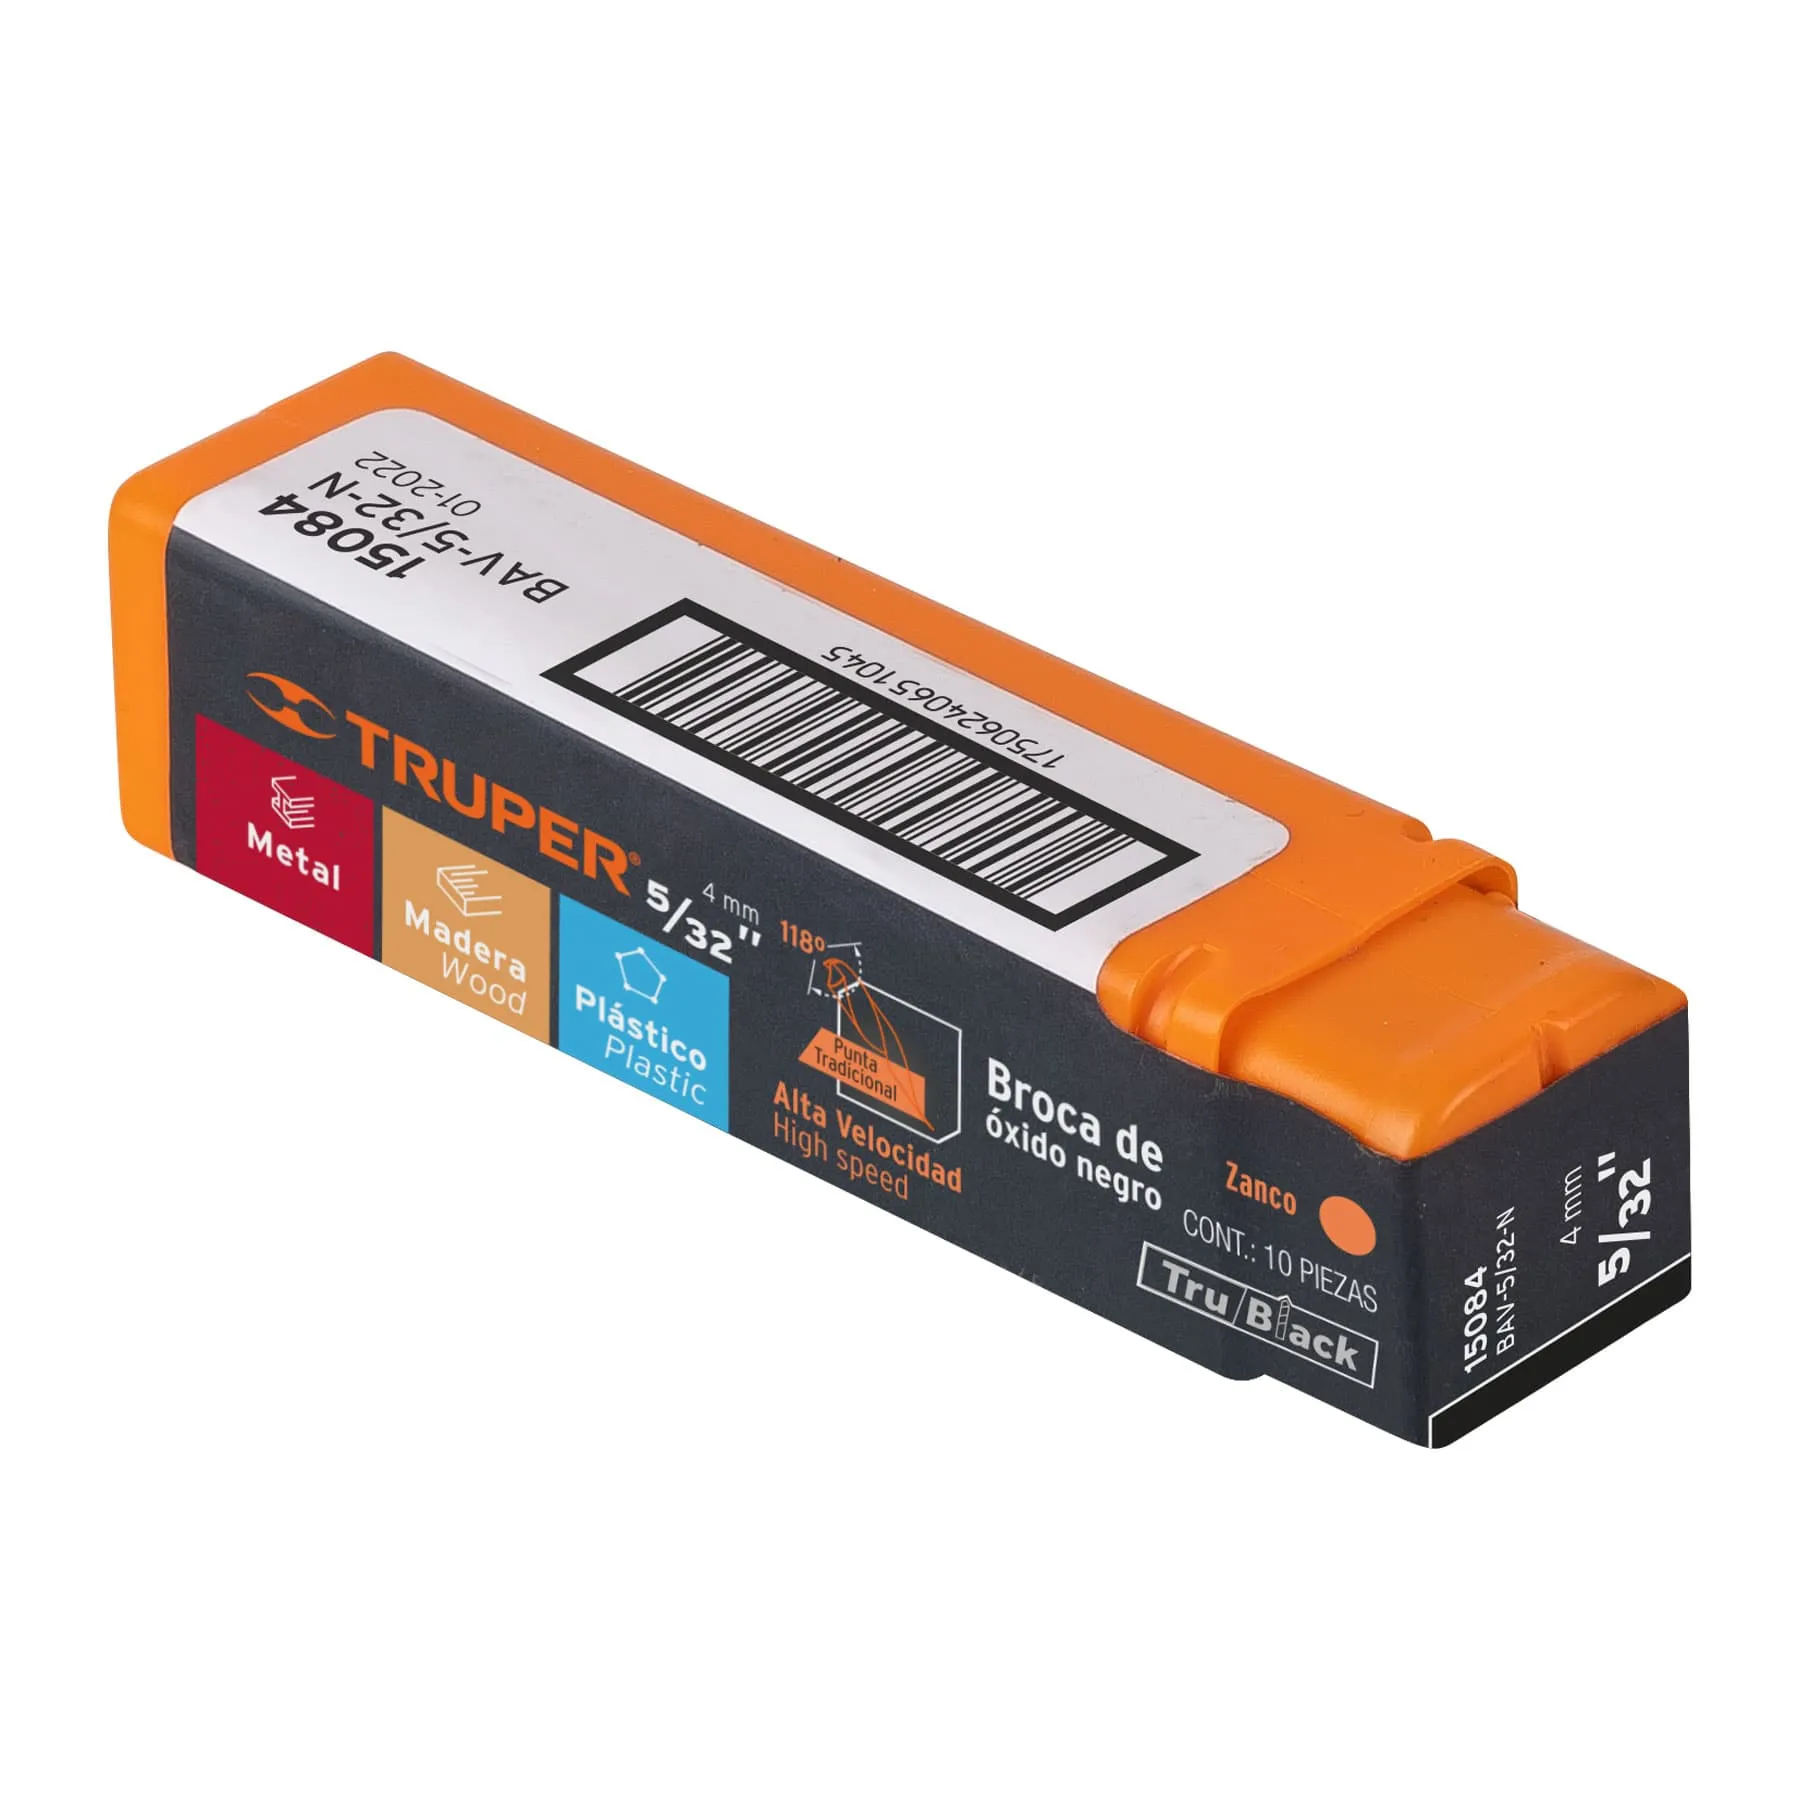 15084
BAV-5/32-N
01-2022
17506240651045
TRUPER®
Metal
Madera
Wood
Plástico
Plastic
4 mm
5/32"
118º
Punta
Tradicional
Alta Velocidad
High speed
Broca de
óxido negro
Zanco
CONT.: 10 PIEZAS
Tru/Black
15084
BAV-5/32-N
4 mm
5/32"